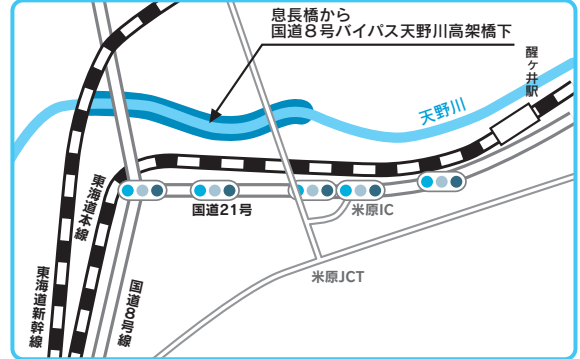 息長橋から
国道8号バイパス天野川高架橋下
醒ヶ井駅
天野川
東海道本線
国道21号
米原IC
米原JCT
国道8号線
東海道新幹線